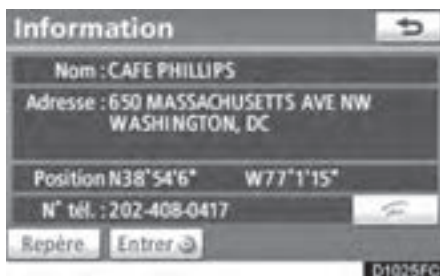 Information
Nom : CAFE PHILLIPS
Adresse : 650 MASSACHUSETTS AVE NW
WASHINGTON, DC
Position N38°54'6" W77°1'15"
N° tél. : 202-408-0417
Repère Entrer
D1025FC